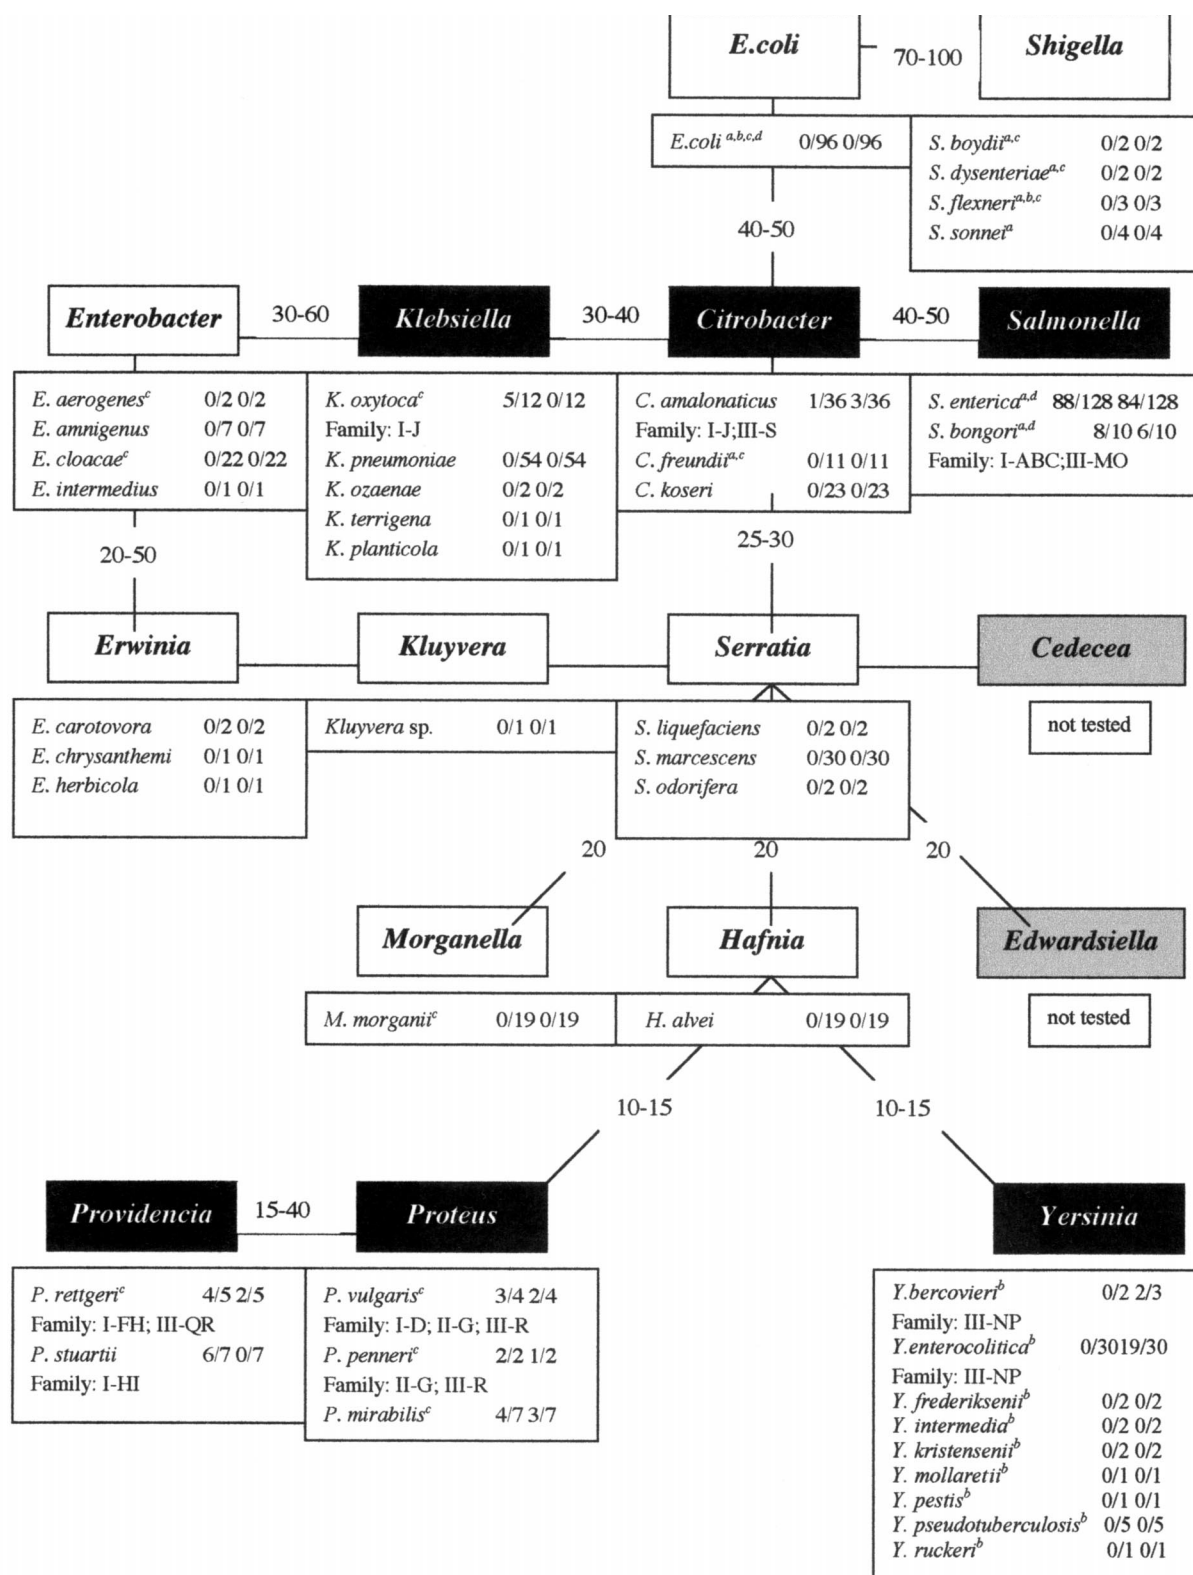 E.coli 70-100 Shigella
E.coli a,b,c,d 0/96 0/96
S. boydii a,c 0/2 0/2
S. dysenteriae a,c 0/2 0/2
S. flexneri a,b,c 0/3 0/3
S. sonnei a 0/4 0/4
40-50
Enterobacter 30-60 Klebsiella 30-40 Citrobacter 40-50 Salmonella
E. aerogenes c 0/2 0/2
E. amnigenus 0/7 0/7
E. cloacae c 0/22 0/22
E. intermedius 0/1 0/1
K. oxytoca c 5/12 0/12
Family: I-J
K. pneumoniae 0/54 0/54
K. ozaenae 0/2 0/2
K. terrigena 0/1 0/1
K. planticola 0/1 0/1
C. amalonaticus 1/36 3/36
Family: I-J;III-S
C. freundii a,c 0/11 0/11
C. koseri 0/23 0/23
S. enterica a,d 88/128 84/128
S. bongori a,d 8/10 6/10
Family: I-ABC;III-MO
20-50
25-30
Erwinia Kluyvera Serratia Cedecea
E. carotovora 0/2 0/2
E. chrysanthemi 0/1 0/1
E. herbicola 0/1 0/1
Kluyvera sp. 0/1 0/1
S. liquefaciens 0/2 0/2
S. marcescens 0/30 0/30
S. odorifera 0/2 0/2
not tested
20 20 20
Morganella Hafnia Edwardsiella
M. morganii c 0/19 0/19
H. alvei 0/19 0/19
not tested
10-15 10-15
Providencia 15-40 Proteus Yersinia
P. rettgeri c 4/5 2/5
Family: I-FH; III-QR
P. stuartii 6/7 0/7
Family: I-HI
P. vulgaris c 3/4 2/4
Family: I-D; II-G; III-R
P. penneri c 2/2 1/2
Family: II-G; III-R
P. mirabilis c 4/7 3/7
Y.bercovieri b 0/2 2/3
Family: III-NP
Y.enterocolitica b 0/3019/30
Family: III-NP
Y. frederiksenii b 0/2 0/2
Y. intermedia b 0/2 0/2
Y. kristensenii b 0/2 0/2
Y. mollaretii b 0/1 0/1
Y. pestis b 0/1 0/1
Y. pseudotuberculosis b 0/5 0/5
Y. ruckeri b 0/1 0/1